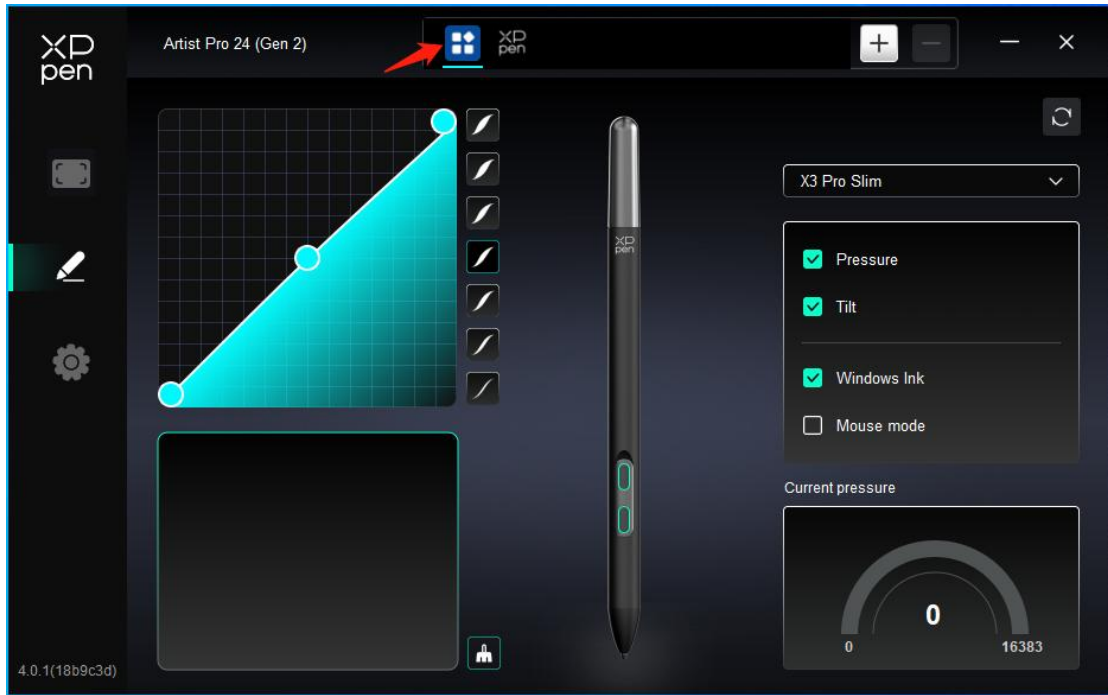 XP
pen
Artist Pro 24 (Gen 2)
XP
pen
X3 Pro Slim
XP
pen
Pressure
Tilt
Windows Ink
Mouse mode
Current pressure
0
0
16383
4.0.1(18b9c3d)